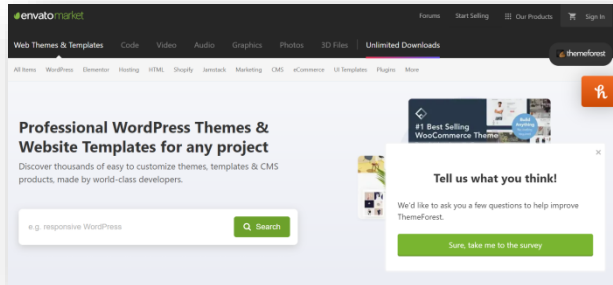 envatomarket
Forums Start Selling Our Products Sign In
Web Themes & Templates Code Video Audio Graphics Photos 3D Files Unlimited Downloads
themeforest
All Items WordPress Elementor Hosting HTML Shopify Jamstack Marketing CMS eCommerce UI Templates Plugins More
Professional WordPress Themes &
Website Templates for any project
Discover thousands of easy to customize themes, templates & CMS
products, made by world-class developers.
e.g. responsive WordPress
Search
#1 Best Selling
WooCommerce Theme
Build
Anything
Tell us what you think!
We'd like to ask you a few questions to help improve
ThemeForest.
Sure, take me to the survey